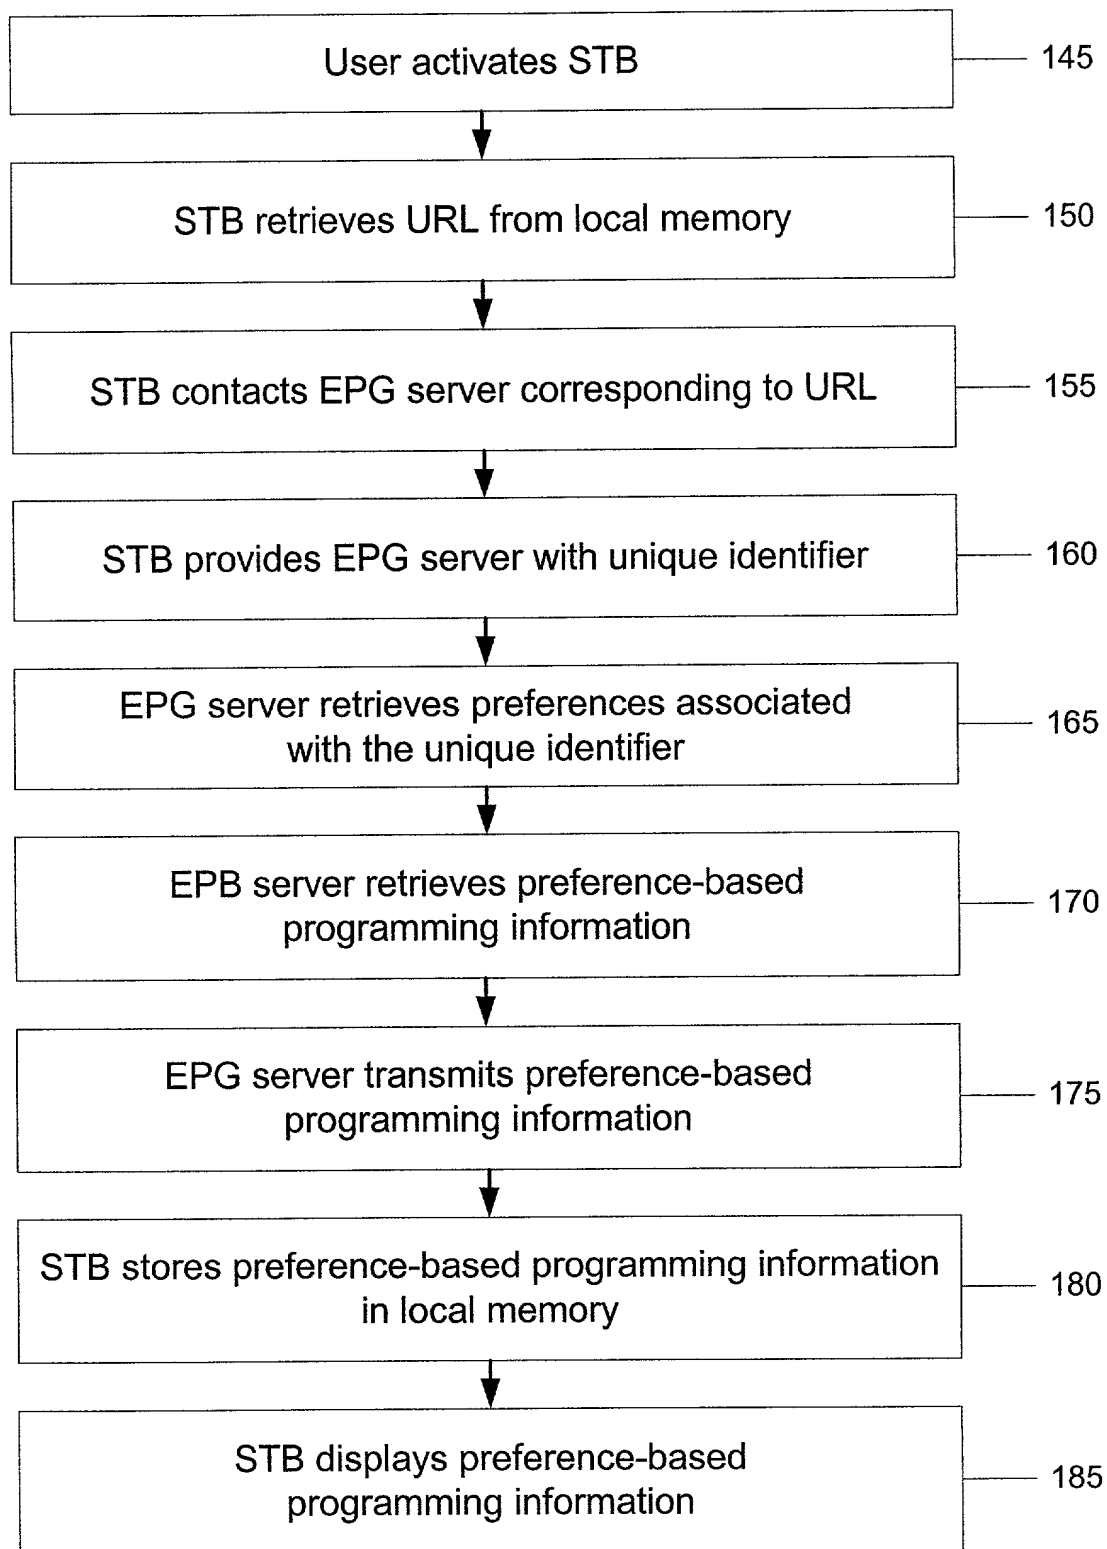 User activates STB
145
STB retrieves URL from local memory
150
STB contacts EPG server corresponding to URL
155
STB provides EPG server with unique identifier
160
EPG server retrieves preferences associated
with the unique identifier
165
EPB server retrieves preference-based
programming information
170
EPG server transmits preference-based
programming information
175
STB stores preference-based programming information
in local memory
180
STB displays preference-based
programming information
185